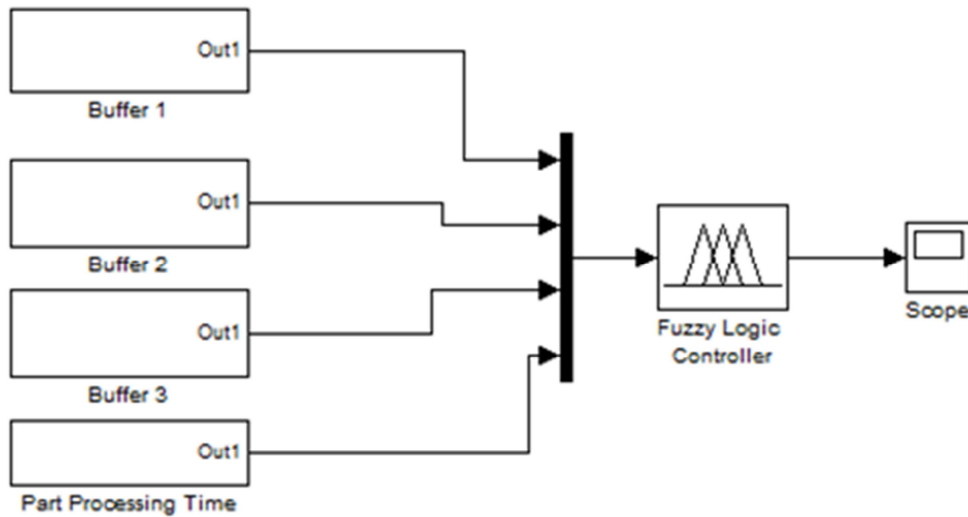 Out1
Buffer 1
Out1
Buffer 2
Out1
Buffer 3
Out1
Part Processing Time
Fuzzy Logic
Controller
Scope